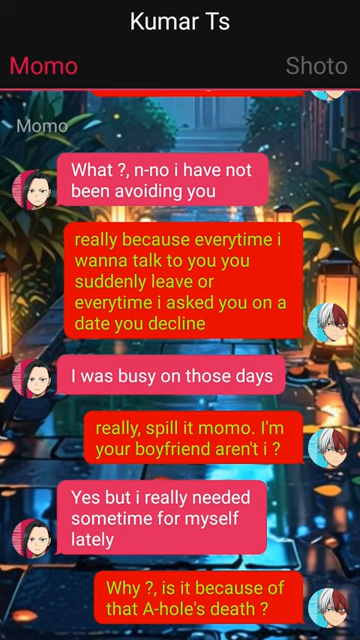 Kumar Ts
Momo
Shoto
Momo
What ?, n-no i have not
been avoiding you
really because everytime i
wanna talk to you you
suddenly leave or
everytime i asked you on a
date you decline
I was busy on those days
really, spill it momo. I'm
your boyfriend aren't i ?
Yes but i really needed
sometime for myself
lately
Why ?, is it because of
that A-hole's death ?